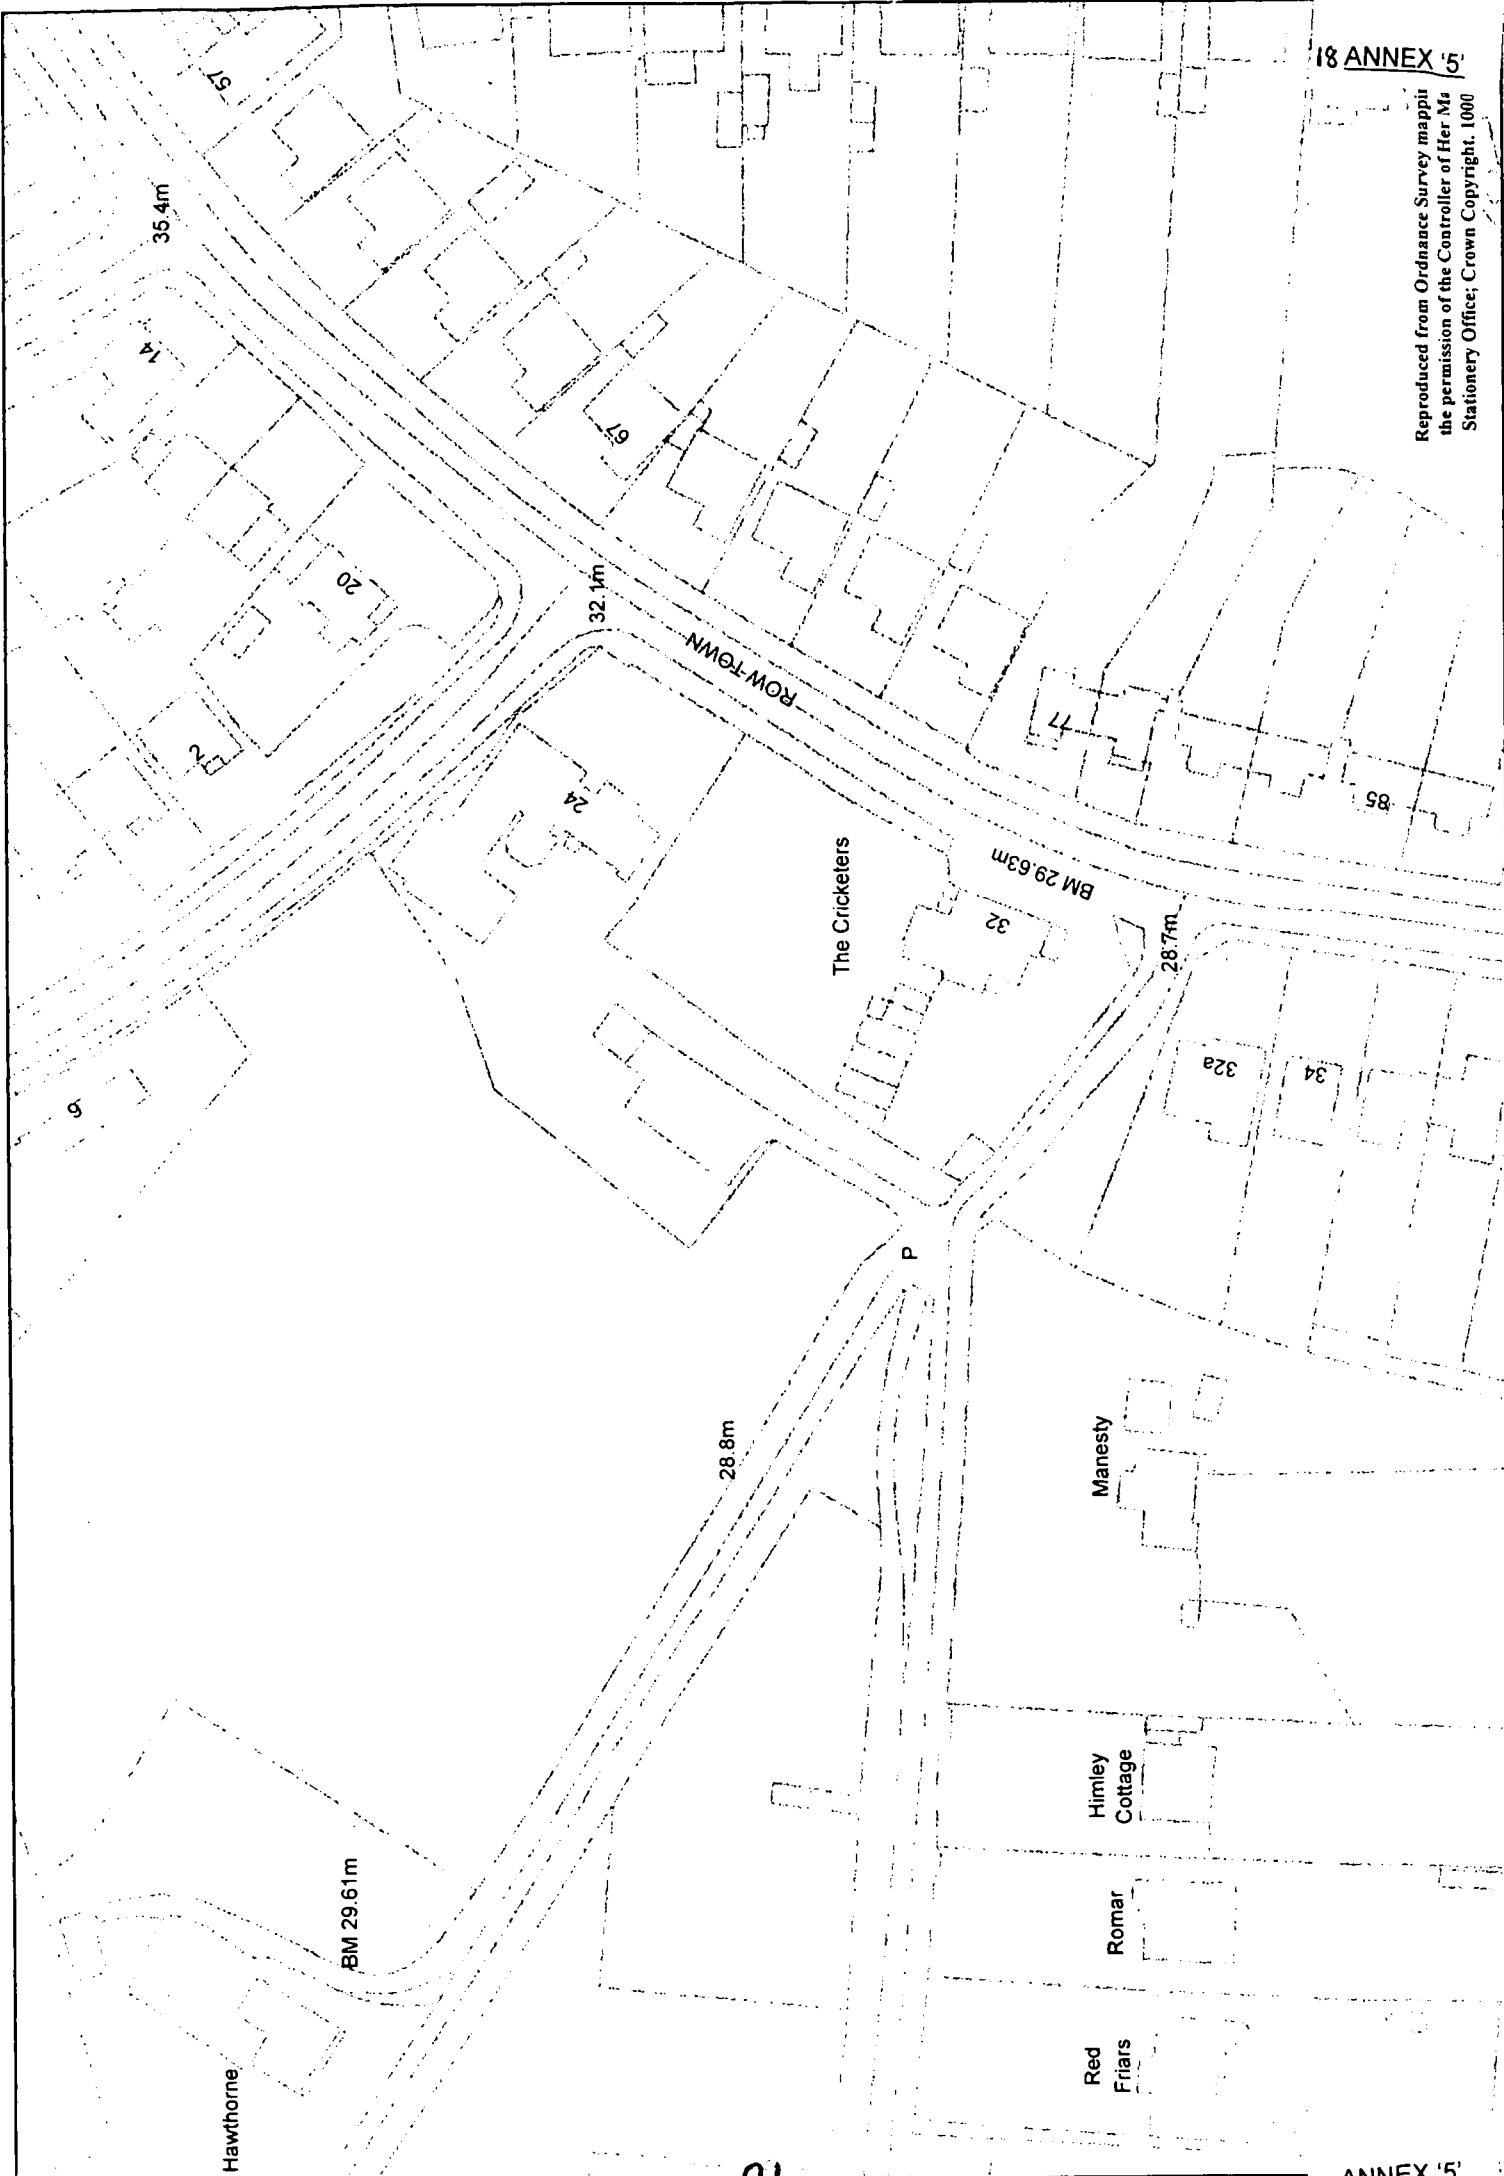 18 ANNEX '5'
Reproduced from Ordnance Survey mappi
the permission of the Controller of Her Ma
Stationery Office; Crown Copyright. 1000
57
35.4m
14
67
20
32.1m
ROW TOWN
2
24
77
85
The Cricketers
BM 29.63m
32
28.7m
9
32a
34
P
28.8m
Manesty
Himley
Cottage
BM 29.61m
Romar
Red
Friars
Hawthorne
ANNEX '5'